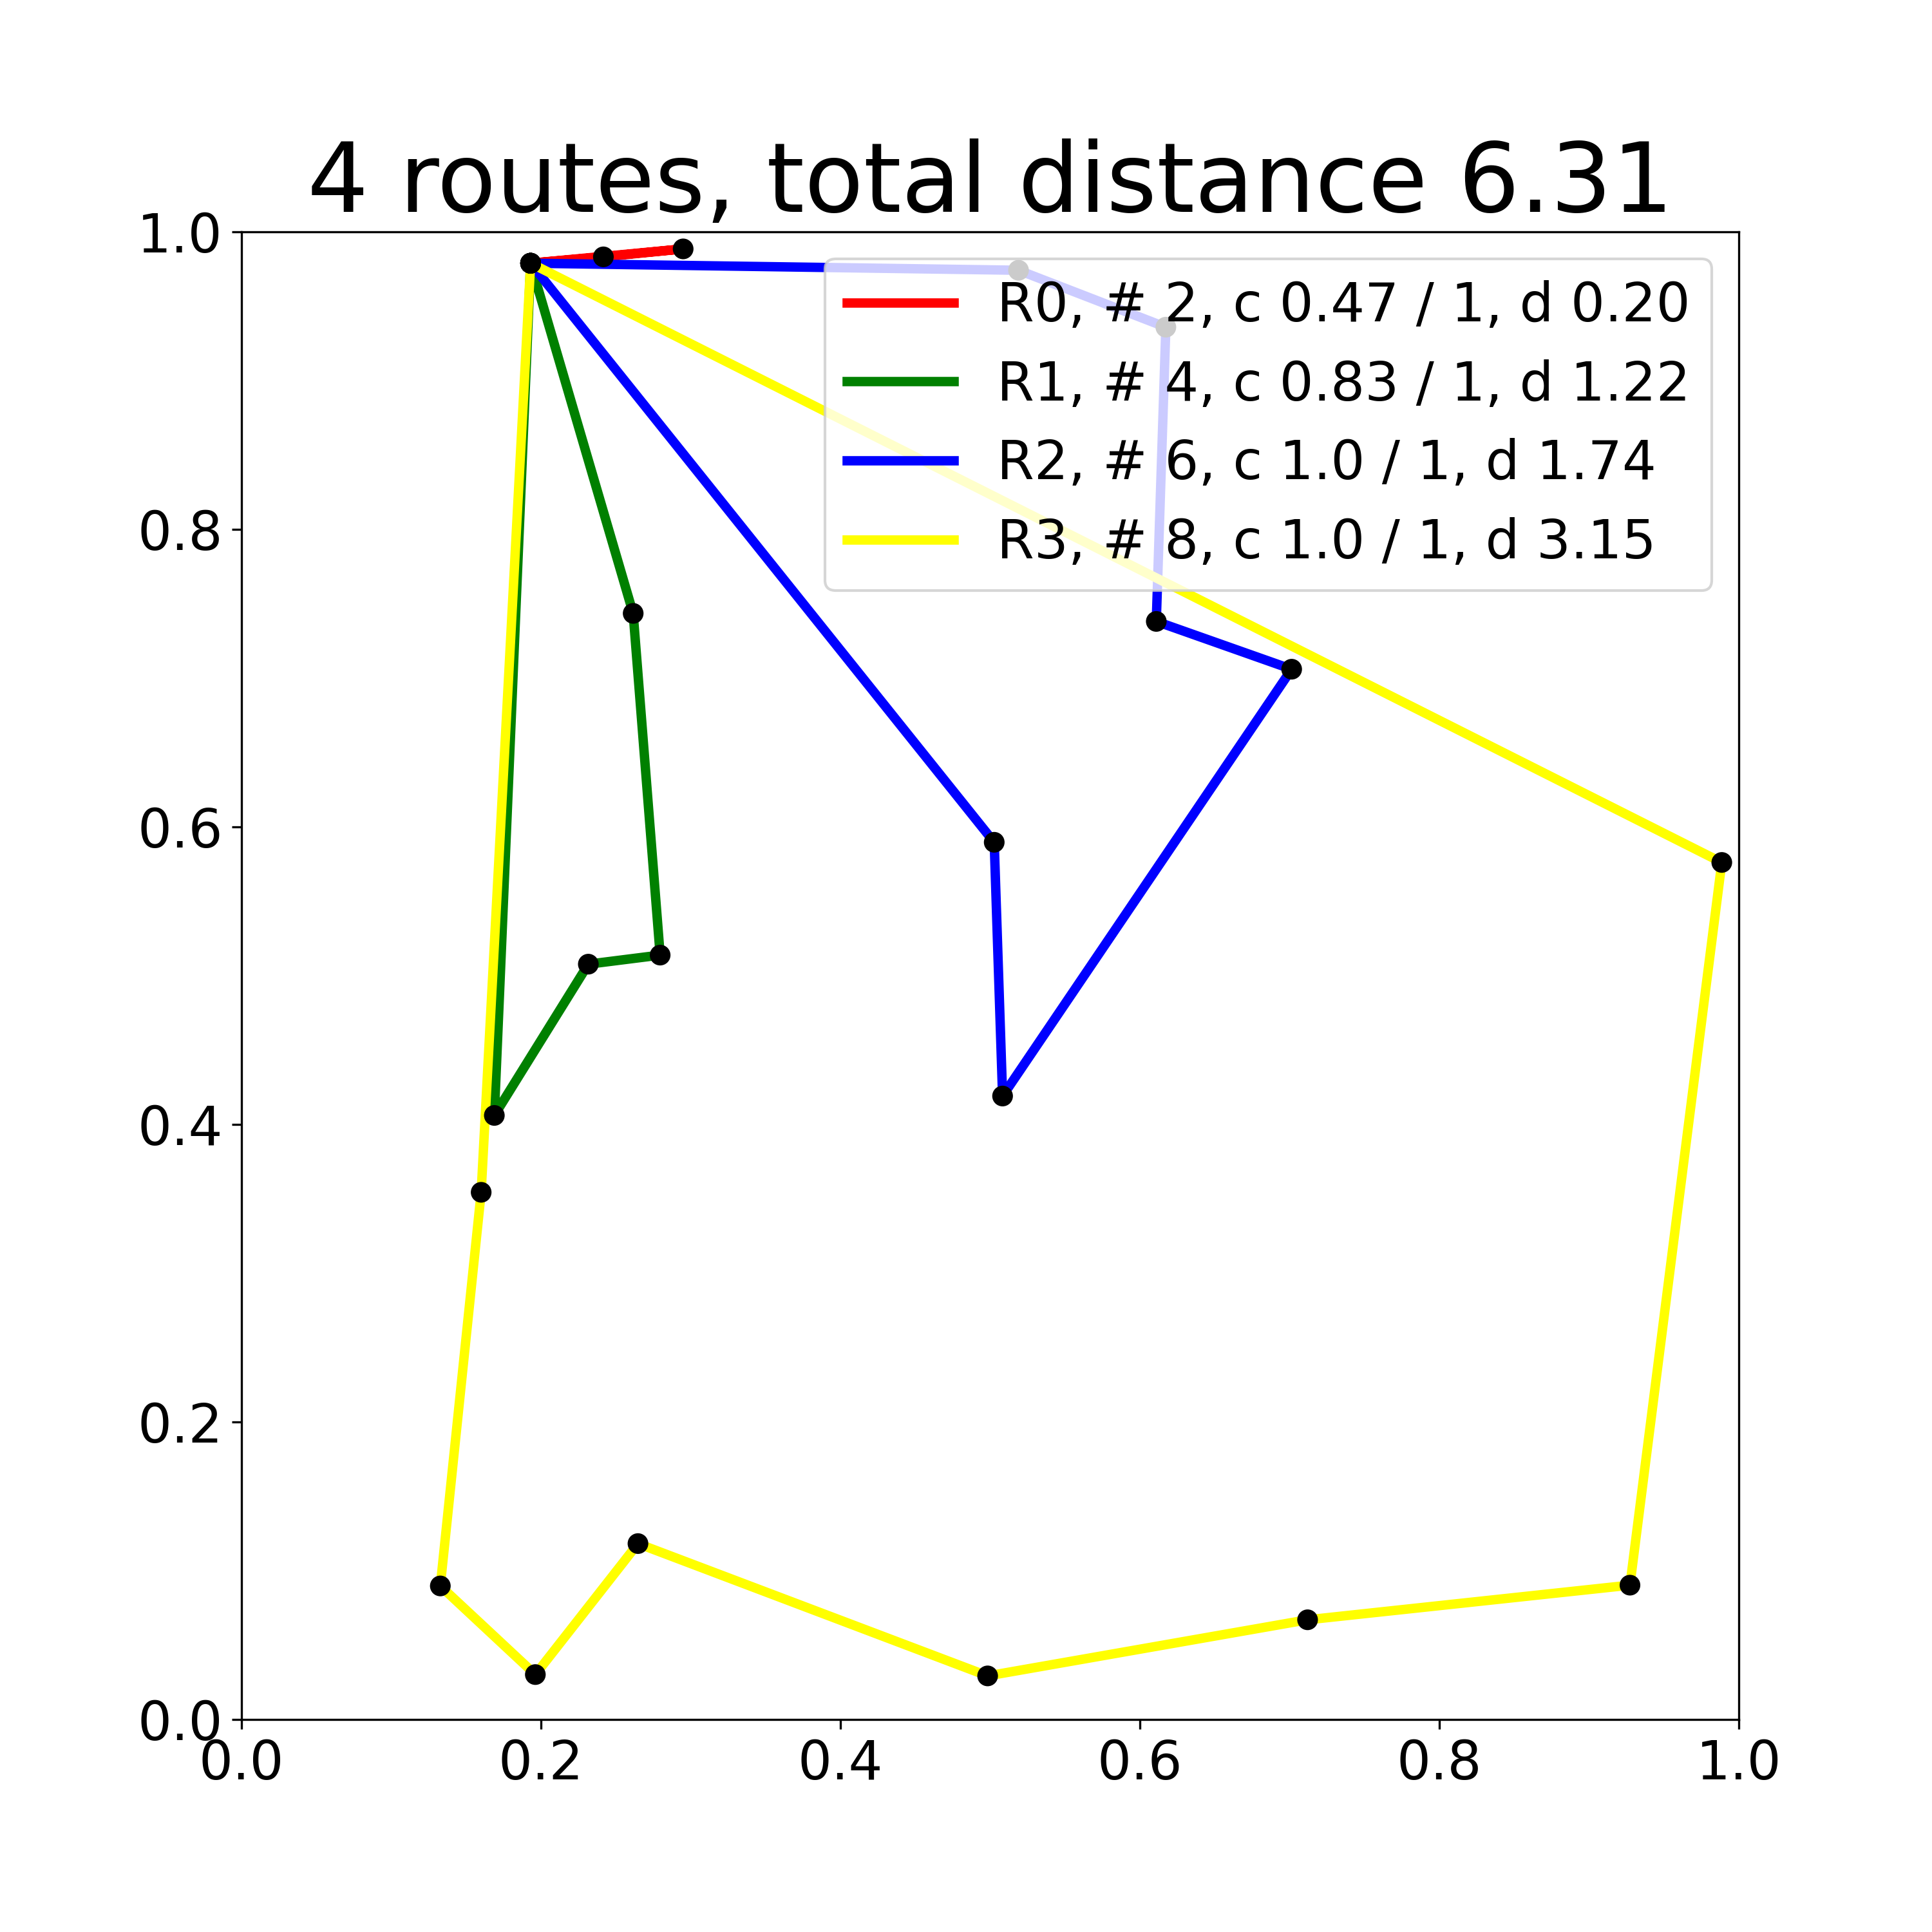 4 routes, total distance 6.31
R0, # 2, c 0.47 / 1, d 0.20
R1, # 4, c 0.83 / 1, d 1.22
R2, # 6, c 1.0 / 1, d 1.74
R3, # 8, c 1.0 / 1, d 3.15
1.0
0.8
0.6
0.4
0.2
0.0
0.0 0.2 0.4 0.6 0.8 1.0